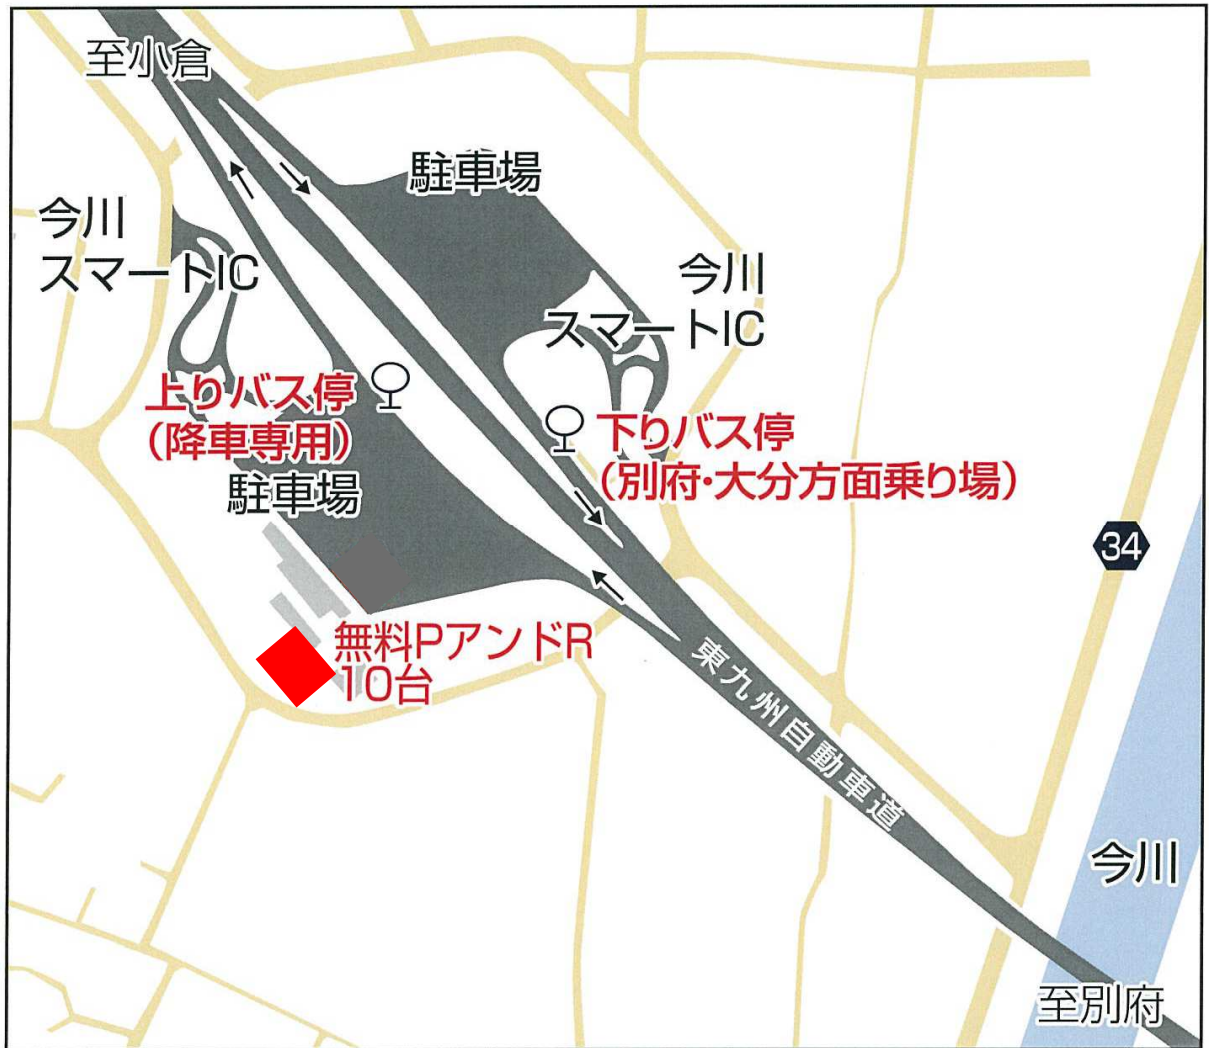 至小倉
駐車場
今川
スマートIC
今川
スマートIC
上りバス停
(降車専用)
駐車場
下りバス停
(別府・大分方面乗り場)
34
無料PアンドR
10台
東九州自動車道
今川
至別府